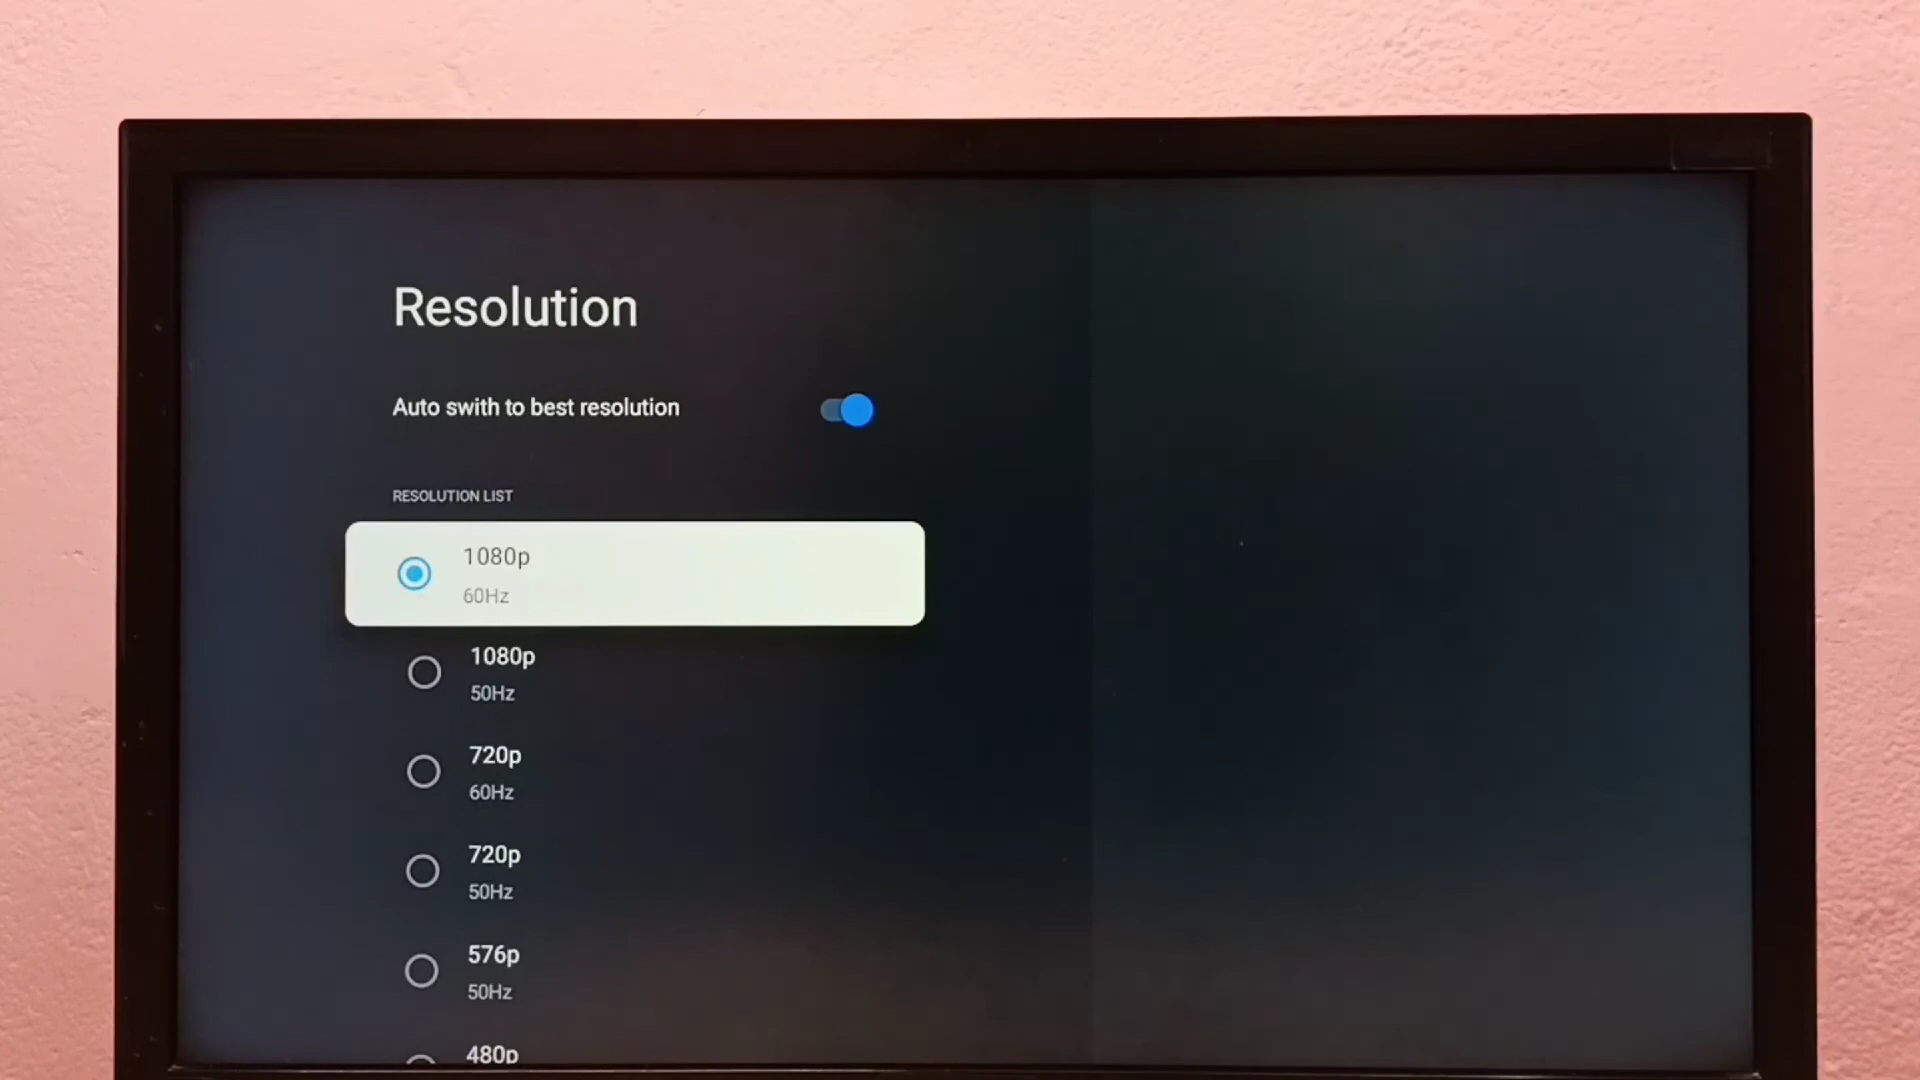 Resolution
Auto swith to best resolution
RESOLUTION LIST
1080p
60Hz
1080p
50Hz
720p
60Hz
720p
50Hz
576p
50Hz
480p